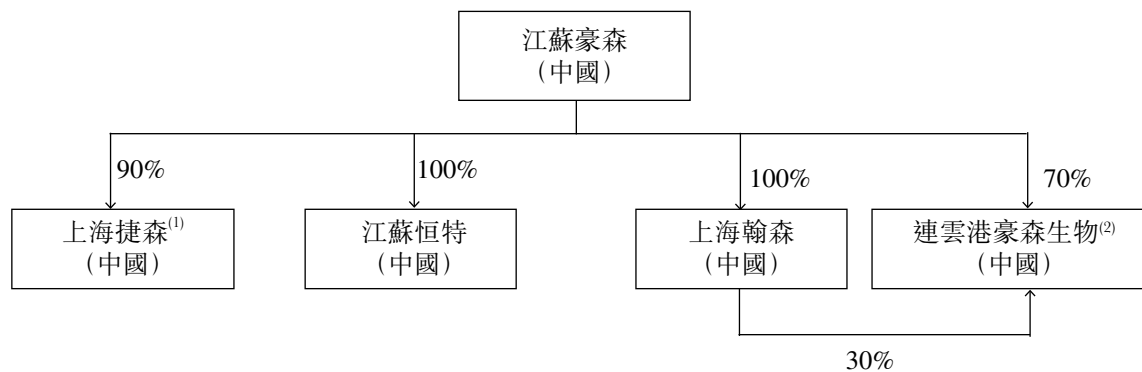 江蘇豪森
（中國）
90%
100%
100%
70%
上海捷森(1)
（中國）
江蘇恒特
（中國）
上海翰森
（中國）
連雲港豪森生物(2)
（中國）
30%